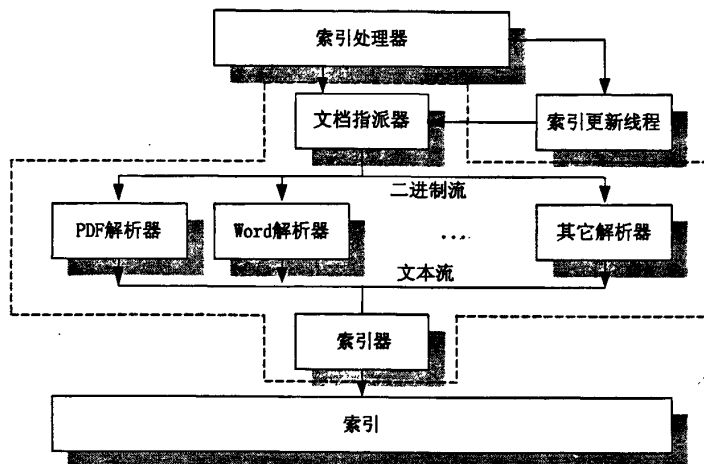 索引处理器
文档指派器
索引更新线程
二进制流
PDF解析器
Word解析器
...
其它解析器
文本流
索引器
索引